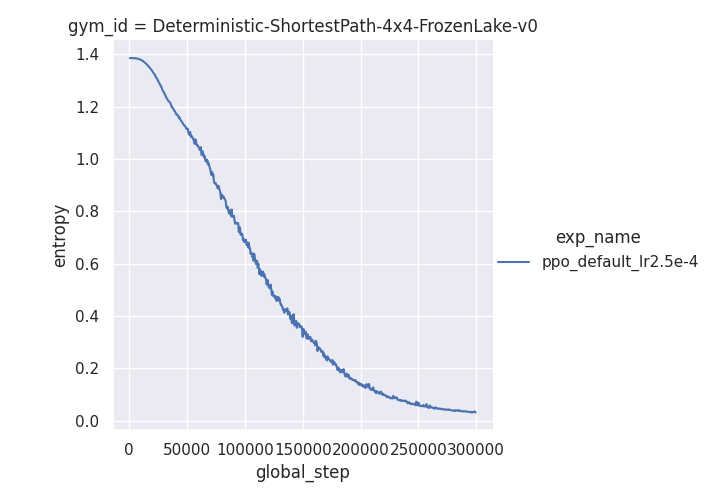 gym_id = Deterministic-ShortestPath-4x4-FrozenLake-v0
1.4
1.2
1.0
0.8
0.6
0.4
0.2
0.0
entropy
0 50000 100000 150000 200000 250000 300000
global_step
exp_name
ppo_default_lr2.5e-4